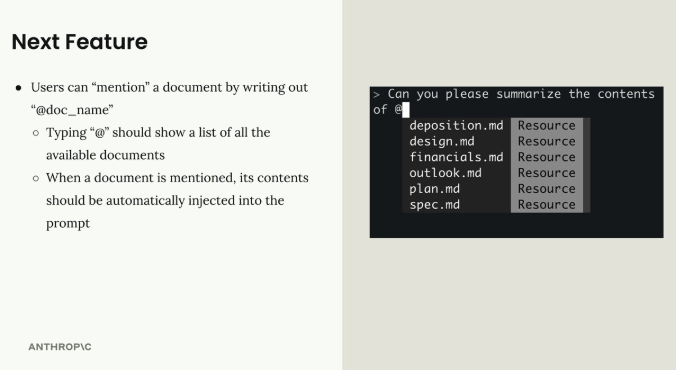 Next Feature
● Users can “mention” a document by writing out
“@doc_name”
○ Typing “@” should show a list of all the
available documents
○ When a document is mentioned, its contents
should be automatically injected into the
prompt
ANTHROP\C
> Can you please summarize the contents
of @
deposition.md Resource
design.md Resource
financials.md Resource
outlook.md Resource
plan.md Resource
spec.md Resource